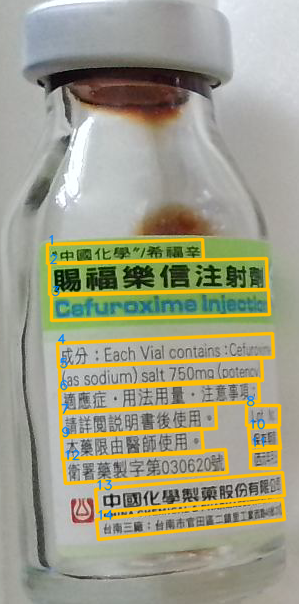 "中國化學"/希福辛
賜福樂信注射劑
Cefuroxime Injection
成分：Each Vial contains：Cefuroxime
(as sodium) salt 750mg (potency)
適應症・用法用量・注意事項：
請詳閱說明書後使用。
Lot N
本藥限由醫師使用。
衛署藥製字第030620號
中國化學製藥股份有限公司
台南三廠：台南市官田區二鎮里工業西路